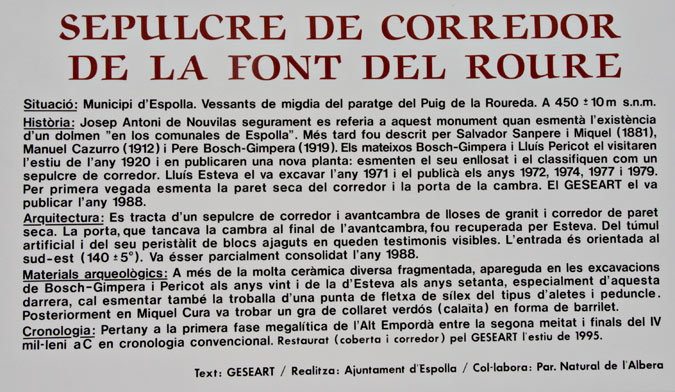 SEPULCRE DE CORREDOR
DE LA FONT DEL ROURE
Situació: Municipi d'Espolla. Vessants de migdia del paratge del Puig de la Roureda. A 450 ± 10 m s.n.m.
Història: Josep Antoni de Nouvilas segurament es referia a aquest monument quan esmentà l'existència
d'un dolmen "en los comunales de Espolla". Més tard fou descrit per Salvador Sanpere i Miquel (1881),
Manuel Cazurro (1912) i Pere Bosch-Gimpera (1919). Els mateixos Bosch-Gimpera i Lluís Pericot el visitaren
l'estiu de l'any 1920 i en publicaren una nova planta: esmenten el seu enllosat i el classifiquen com un
sepulcre de corredor. Lluís Esteva el va excavar l'any 1971 i el publicà els anys 1972, 1974, 1977 i 1979.
Per primera vegada esmenta la paret seca del corredor i la porta de la cambra. El GESEART el va
publicar l'any 1988.
Arquitectura: Es tracta d'un sepulcre de corredor i avantcambra de lloses de granit i corredor de paret
seca. La porta, que tancava la cambra al final de l'avantcambra, fou recuperada per Esteva. Del túmul
artificial i del seu peristàlit de blocs ajaguts en queden testimonis visibles. L'entrada és orientada al
sud-est (140 ± 5°). Va ésser parcialment consolidat l'any 1988.
Materials arqueològics: A més de la molta ceràmica diversa fragmentada, apareguda en les excavacions
de Bosch-Gimpera i Pericot als anys vint i de la d'Esteva als anys setanta, especialment d'aquesta
darrera, cal esmentar també la troballa d'una punta de fletxa de sílex del tipus d'aletes i peduncle.
Posteriorment en Miquel Cura va trobar un gra de collaret verdós (calaita) en forma de barrilet.
Cronologia: Pertany a la primera fase megalítica de l'Alt Empordà entre la segona meitat i finals del IV
mil·leni aC en cronologia convencional. Restaurat (coberta i corredor) pel GESEART l'estiu de 1995.
Text: GESEART / Realitza: Ajuntament d'Espolla / Col·labora: Par. Natural de l'Albera